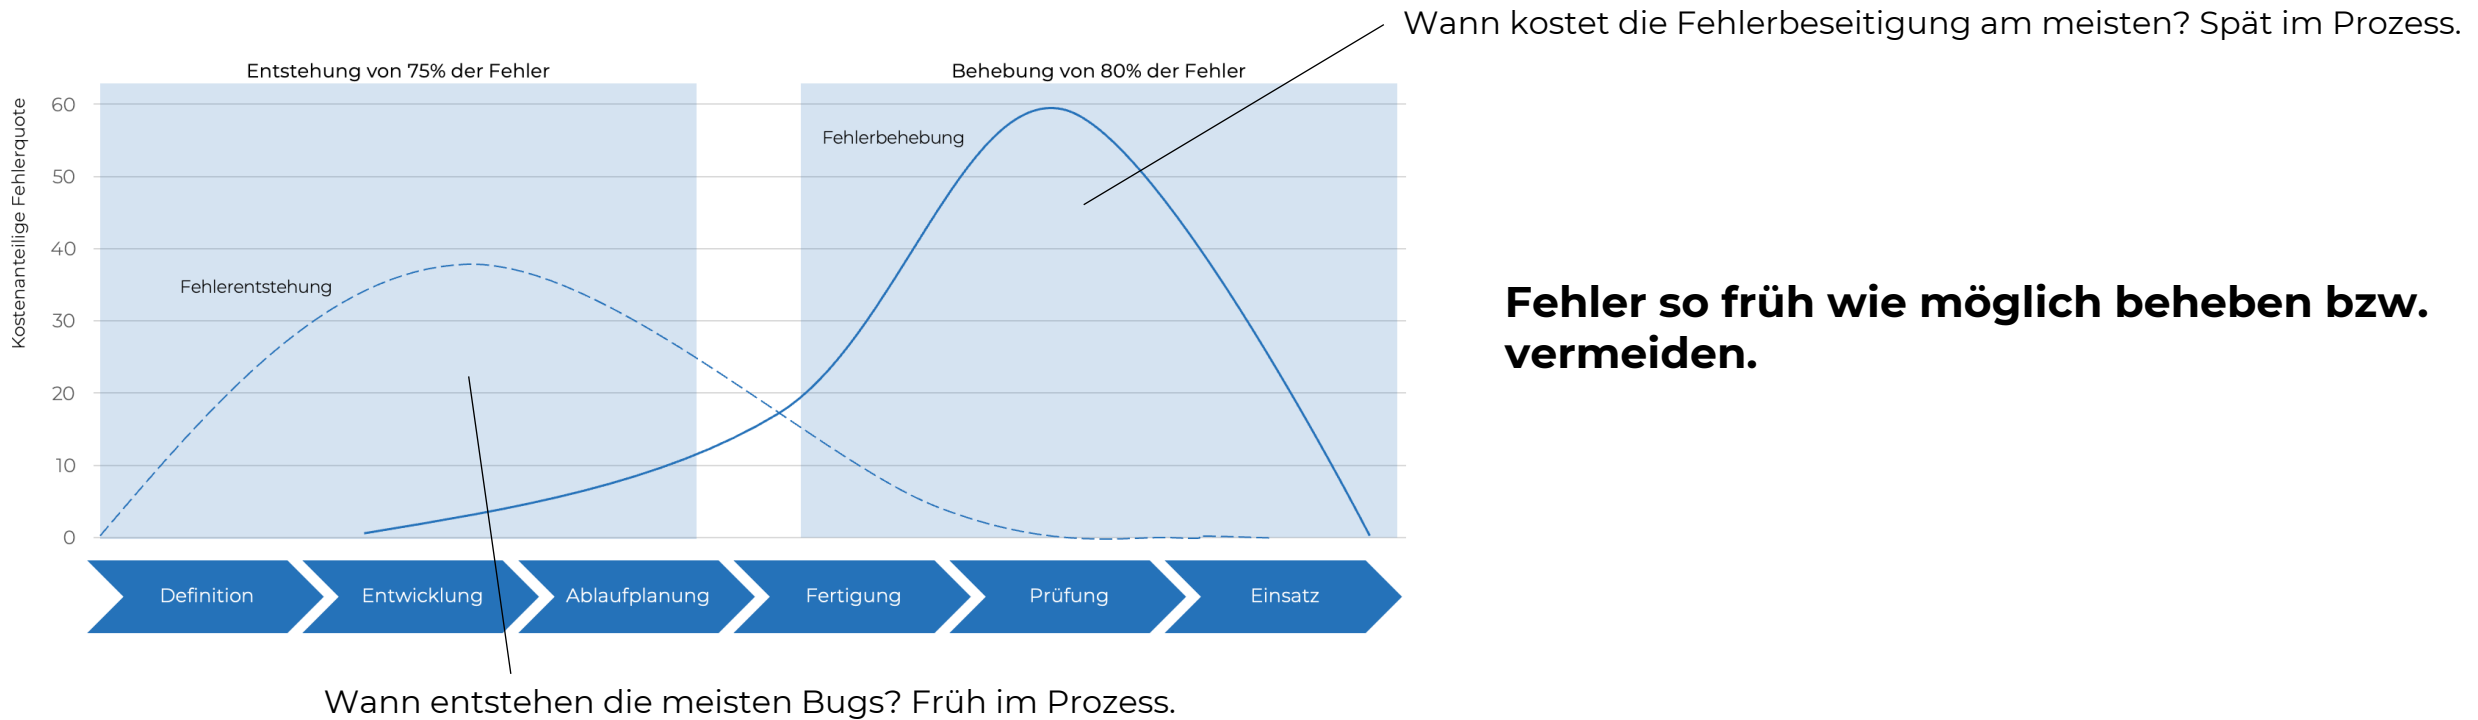 Wann kostet die Fehlerbeseitigung am meisten? Spät im Prozess.
Entstehung von 75% der Fehler
Behebung von 80% der Fehler
Kostenanteilige Fehlerquote
60
50
40
30
20
10
0
Fehlerbehebung
Fehlerentstehung
Fehler so früh wie möglich beheben bzw.
vermeiden.
Definition
Entwicklung
Ablaufplanung
Fertigung
Prüfung
Einsatz
Wann entstehen die meisten Bugs? Früh im Prozess.